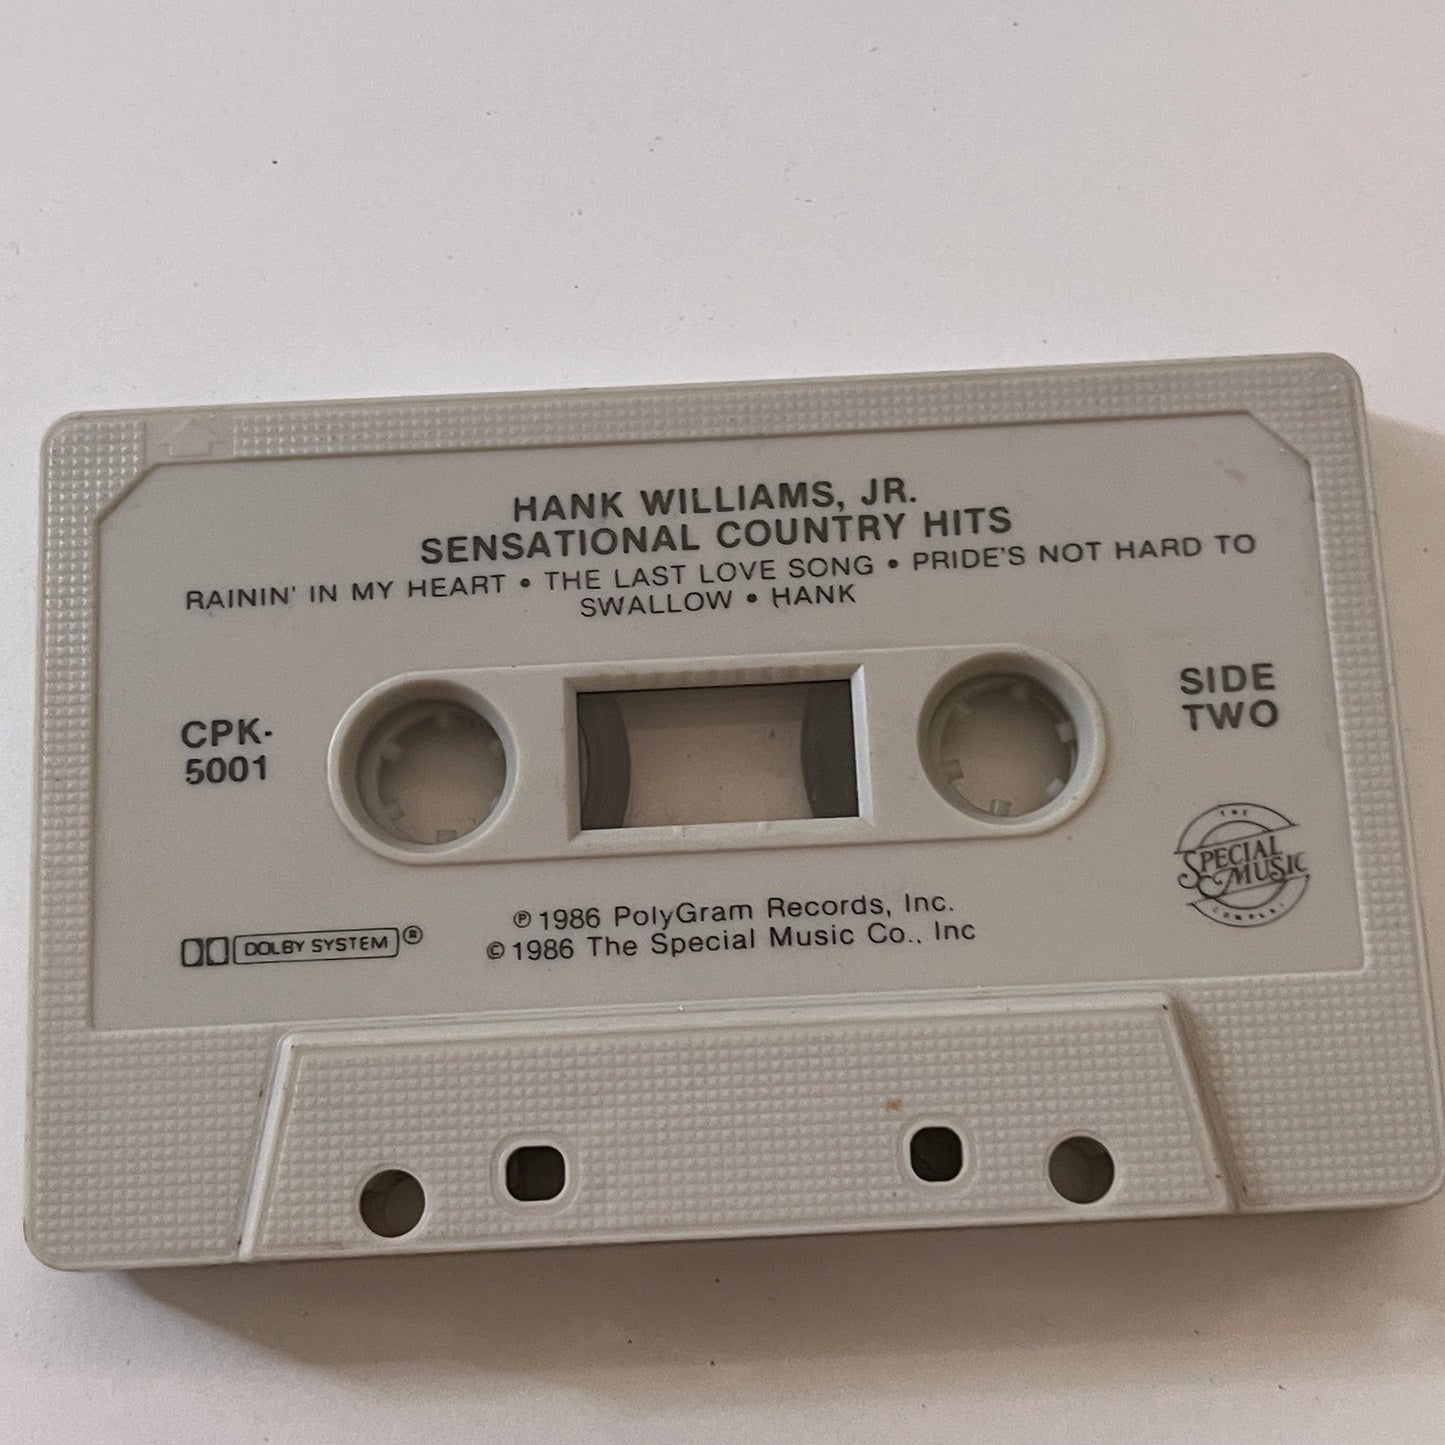 HANK WILLIAMS, JR.
SENSATIONAL COUNTRY HITS
RAININ' IN MY HEART • THE LAST LOVE SONG • PRIDE'S NOT HARD TO
SWALLOW • HANK
CPK-
5001
SIDE
TWO
THE
SPECIAL
MUSIC
COMPANY
DOLBY SYSTEM ®
℗ 1986 PolyGram Records, Inc.
© 1986 The Special Music Co., Inc